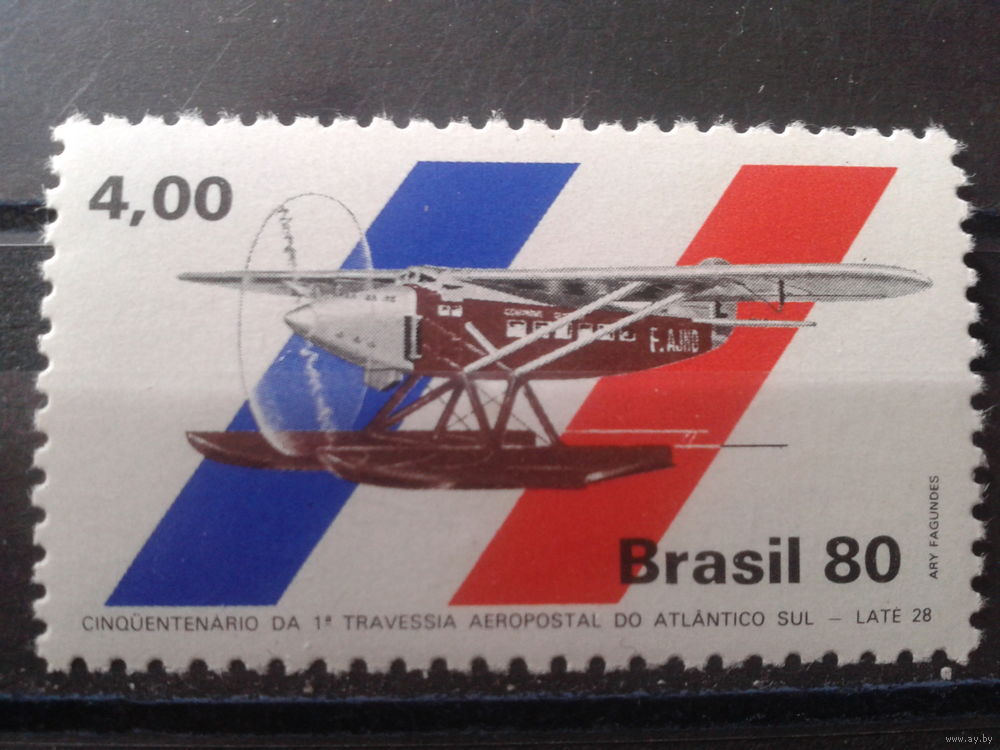 4,00
F.AJNB
Brasil 80
ARY FAGUNDES
CINQÜENTENÁRIO DA 1ª TRAVESSIA AEROPOSTAL DO ATLÂNTICO SUL – LATÉ 28
www.ay.by